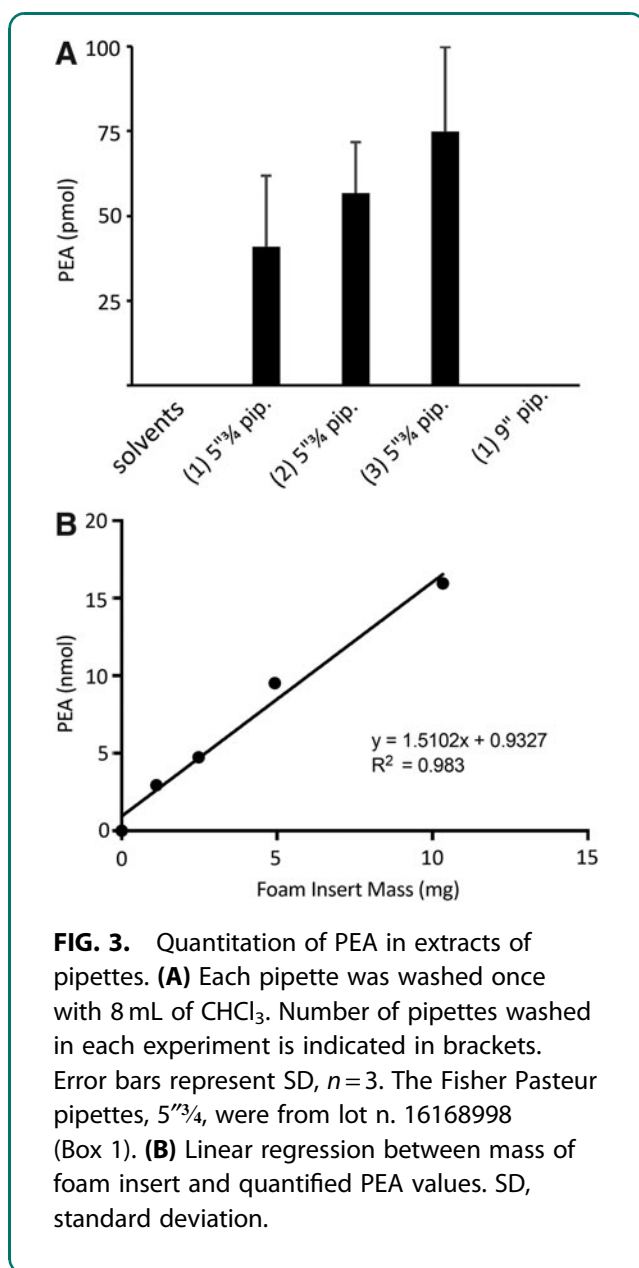 A
100
75
50
25
PEA (pmol)
solvents
(1) 5"¾ pip.
(2) 5"¾ pip.
(3) 5"¾ pip.
(1) 9" pip.
B
20
15
10
5
0
PEA (nmol)
y = 1.5102x + 0.9327
R² = 0.983
0 5 10 15
Foam Insert Mass (mg)
FIG. 3. Quantitation of PEA in extracts of
pipettes. (A) Each pipette was washed once
with 8 mL of CHCl₃. Number of pipettes washed
in each experiment is indicated in brackets.
Error bars represent SD, n = 3. The Fisher Pasteur
pipettes, 5″¾, were from lot n. 16168998
(Box 1). (B) Linear regression between mass of
foam insert and quantified PEA values. SD,
standard deviation.